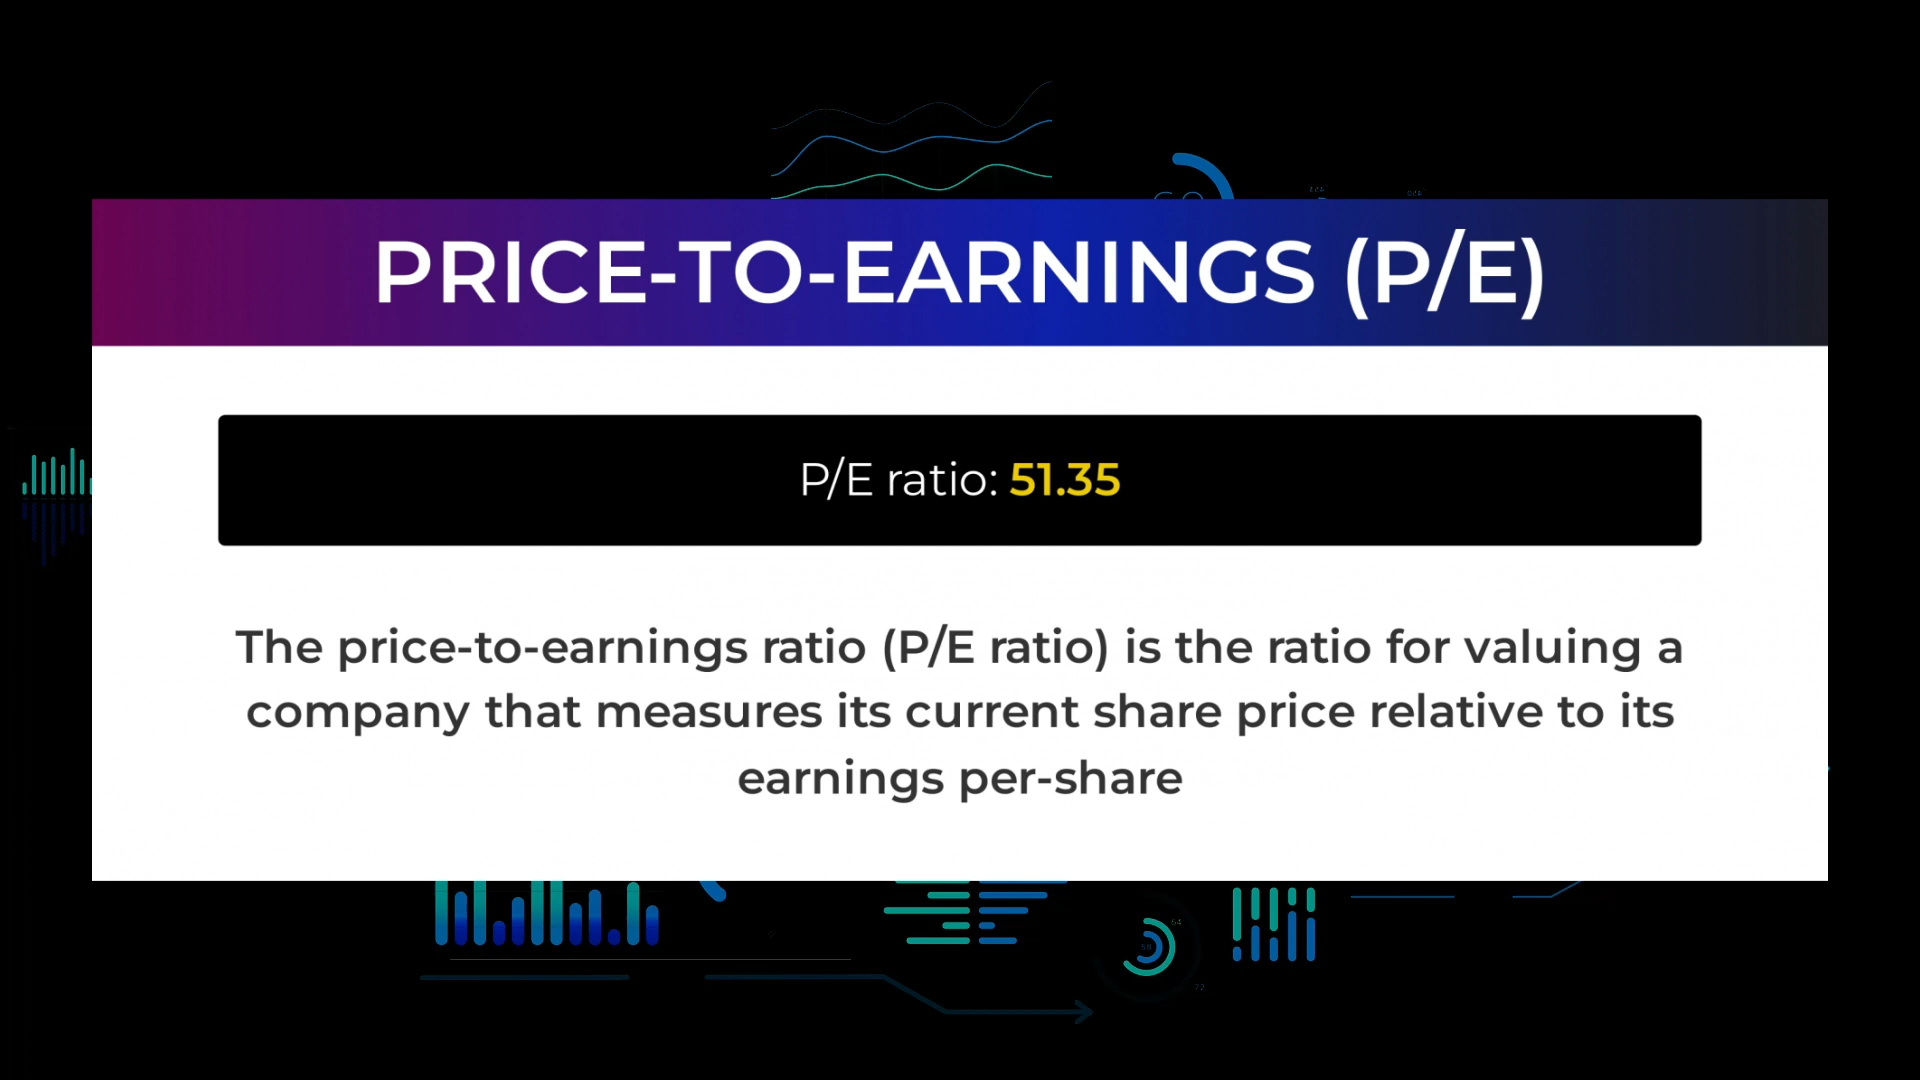 PRICE-TO-EARNINGS (P/E)
P/E ratio: 51.35
The price-to-earnings ratio (P/E ratio) is the ratio for valuing a
company that measures its current share price relative to its
earnings per-share
64